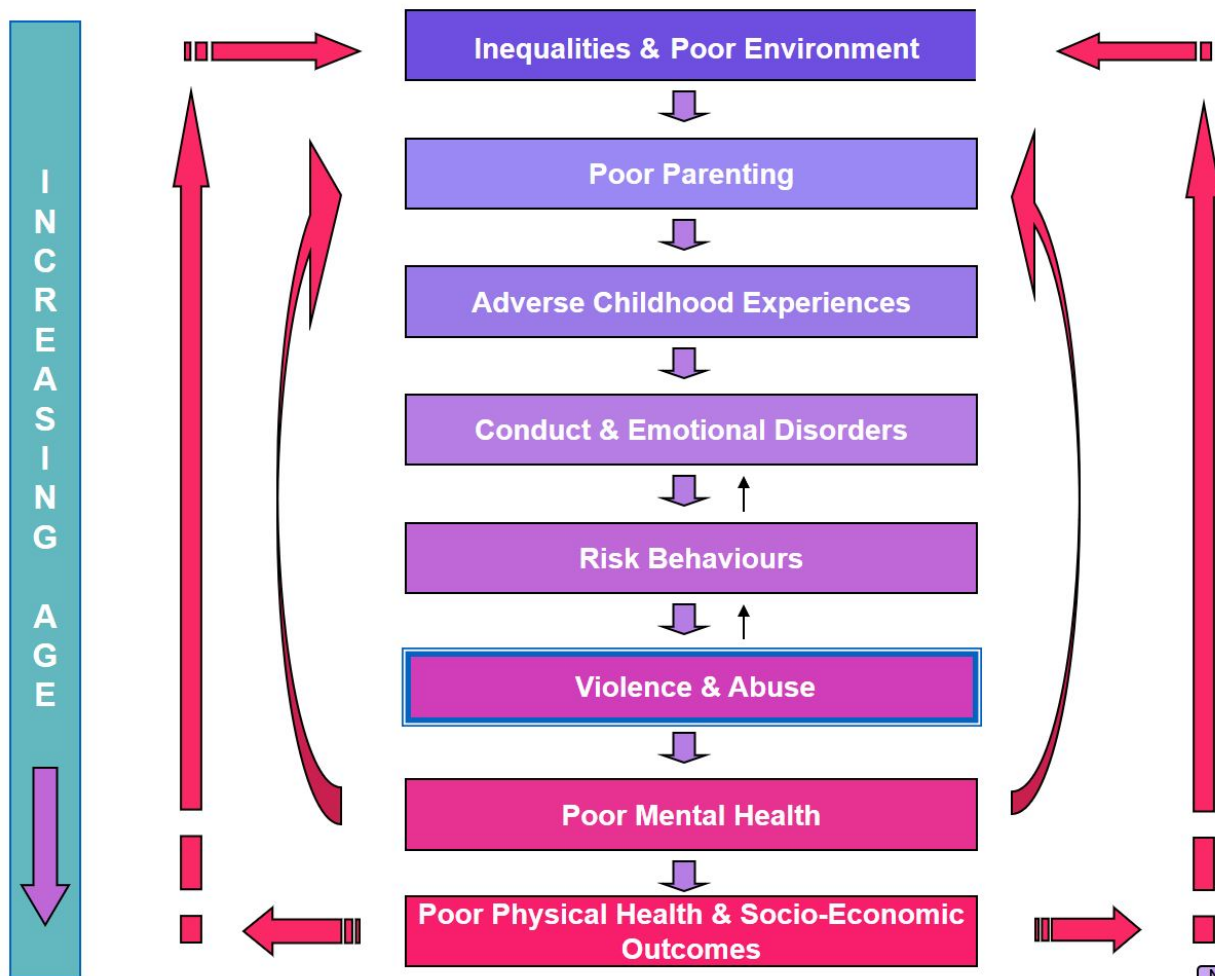 INCREASING AGE
Inequalities & Poor Environment
Poor Parenting
Adverse Childhood Experiences
Conduct & Emotional Disorders
Risk Behaviours
Violence & Abuse
Poor Mental Health
Poor Physical Health & Socio-Economic
Outcomes